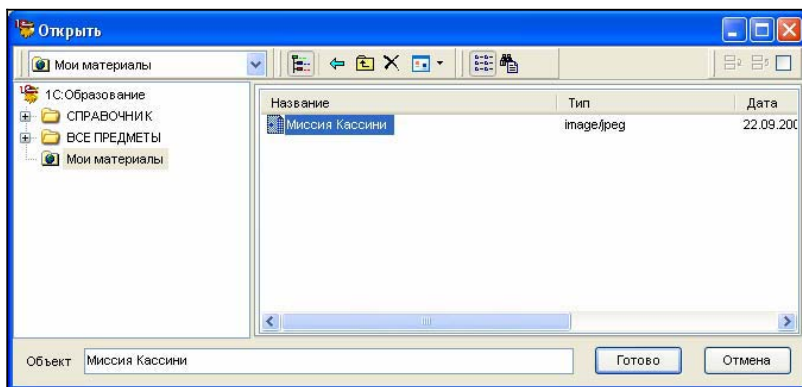 Открыть
Мои материалы
1С:Образование
СПРАВОЧНИК
ВСЕ ПРЕДМЕТЫ
Мои материалы
Название Тип Дата
Миссия Кассини image/jpeg 22.09.200
Объект Миссия Кассини Готово Отмена